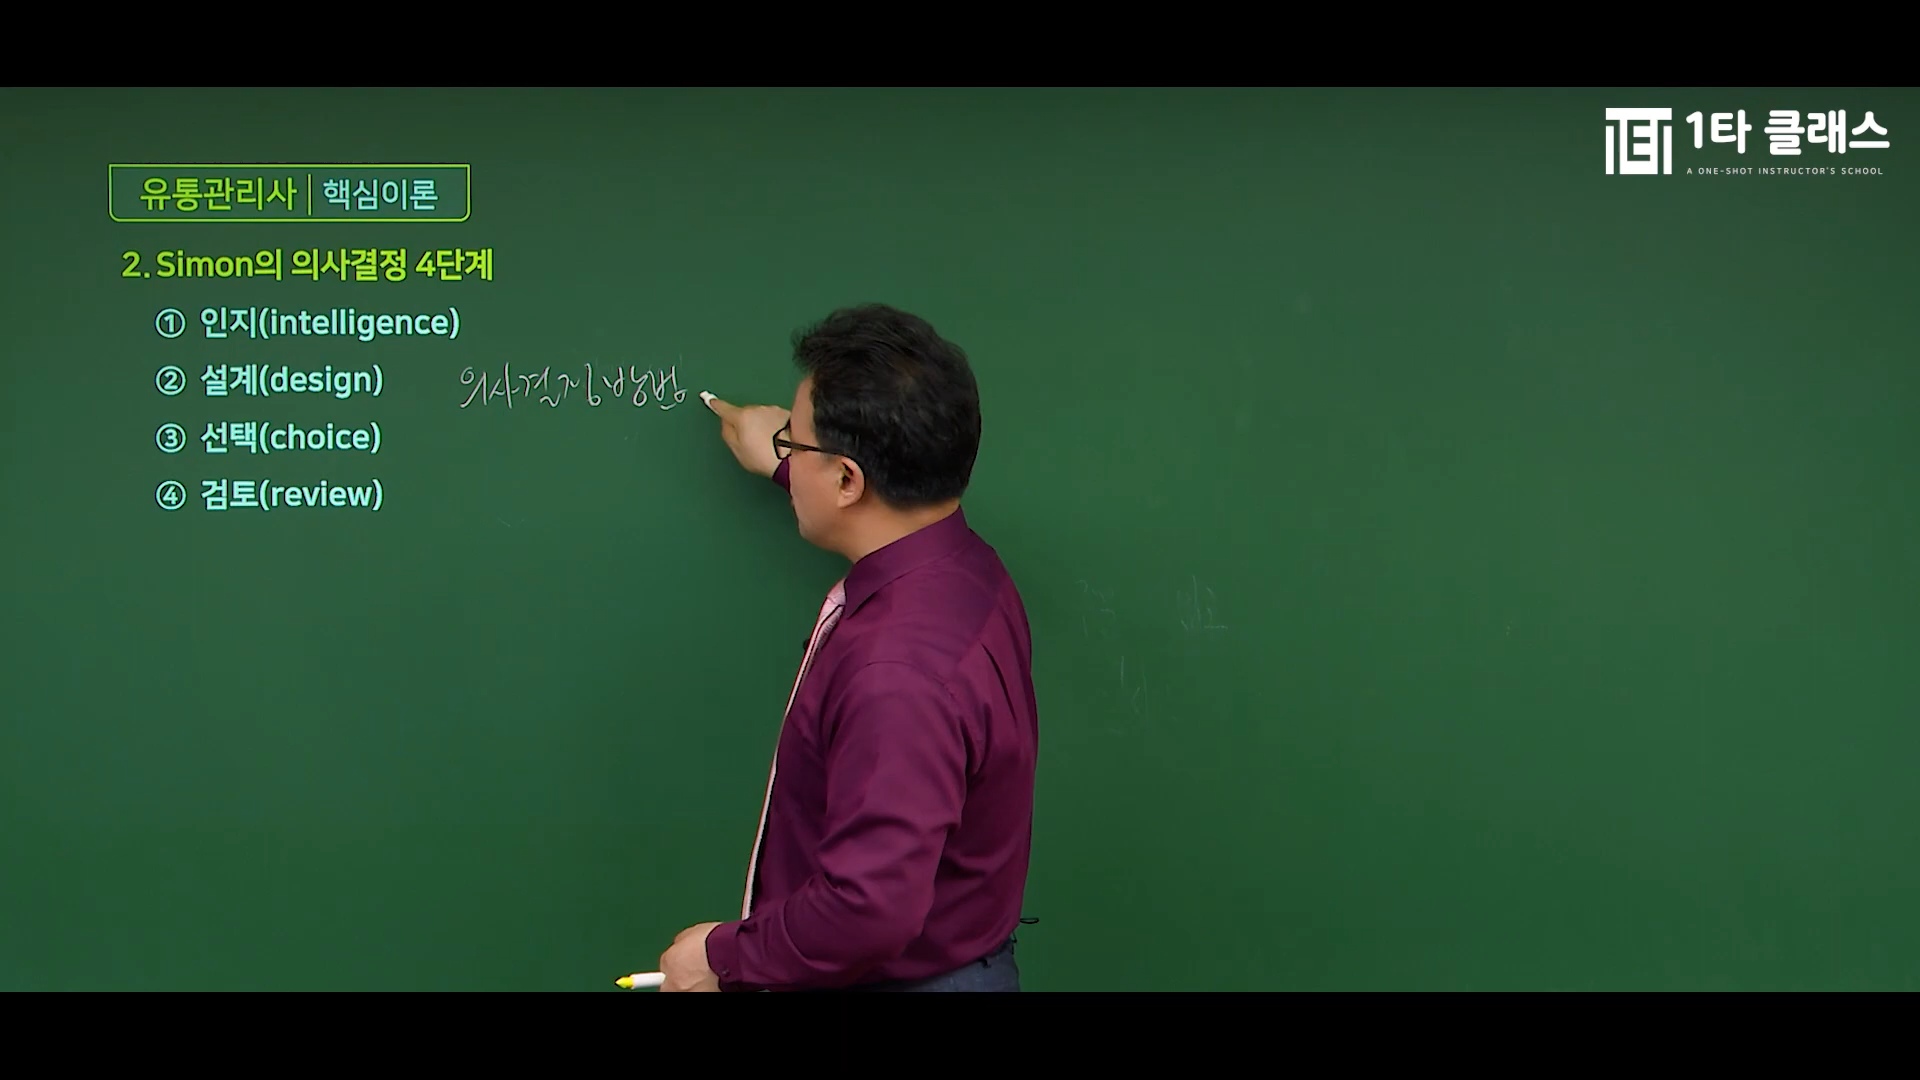 1타 클래스
A ONE-SHOT INSTRUCTOR'S SCHOOL
유통관리사 | 핵심이론
2. Simon의 의사결정 4단계
① 인지(intelligence)
② 설계(design) 의사결정방법
③ 선택(choice)
④ 검토(review)